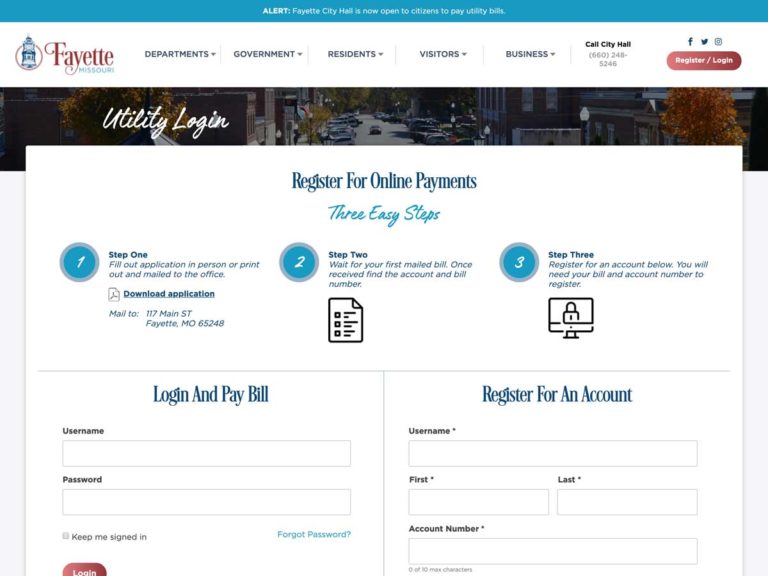 ALERT: Fayette City Hall is now open to citizens to pay utility bills.
Fayette
MISSOURI
DEPARTMENTS
GOVERNMENT
RESIDENTS
VISITORS
BUSINESS
Call City Hall
(660) 248-
5246
Register / Login
Utility Login
Register For Online Payments
Three Easy Steps
1
Step One
Fill out application in person or print
out and mailed to the office.
Download application
Mail to: 117 Main ST
Fayette, MO 65248
2
Step Two
Wait for your first mailed bill. Once
received find the account and bill
number.
3
Step Three
Register for an account below. You will
need your bill and account number to
register.
Login And Pay Bill
Username
Password
Keep me signed in
Forgot Password?
Login
Register For An Account
Username *
First *
Last *
Account Number *
0 of 10 max characters